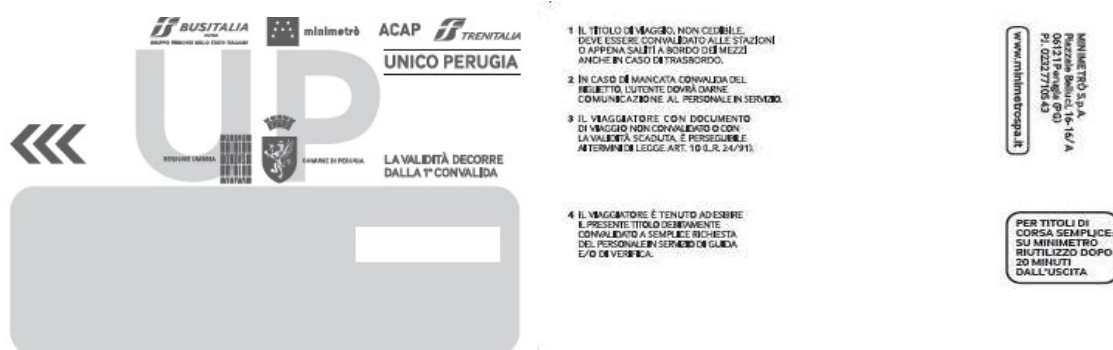 BUSITALIA
GRUPPO FERROVIE DELLO STATO ITALIANE
minimetrò
ACAP
TRENITALIA
UP
UNICO PERUGIA
REGIONE UMBRIA
COMUNE DI PERUGIA
LA VALIDITÀ DECORRE
DALLA 1ª CONVALIDA
1 IL TITOLO DI VIAGGIO, NON CEDIBILE,
DEVE ESSERE CONVALIDATO ALLE STAZIONI
O APPENA SALITI A BORDO DEI MEZZI
ANCHE IN CASO DI TRASBORDO.
2 IN CASO DI MANCATA CONVALIDA DEL
BIGLIETTO, L'UTENTE DOVRÀ DARNE
COMUNICAZIONE AL PERSONALE IN SERVIZIO.
3 IL VIAGGIATORE CON DOCUMENTO
DI VIAGGIO NON CONVALIDATO O CON
LA VALIDITÀ SCADUTA, È PERSEGUIBILE
AI TERMINI DI LEGGE ART. 10 (L.R. 24/91).
4 IL VIAGGIATORE È TENUTO AD ESIBIRE
IL PRESENTE TITOLO DEBITAMENTE
CONVALIDATO A SEMPLICE RICHIESTA
DEL PERSONALE IN SERVIZIO DI GUIDA
E/O DI VERIFICA.
MINIMETRÒ S.p.A.
Piazzale Bellucci, 16-16/A
06121 Perugia (PG)
P.I. 02327710543
www.minimetrospa.it
PER TITOLI DI
CORSA SEMPLICE:
SU MINIMETRO
RIUTILIZZO DOPO
20 MINUTI
DALL'USCITA